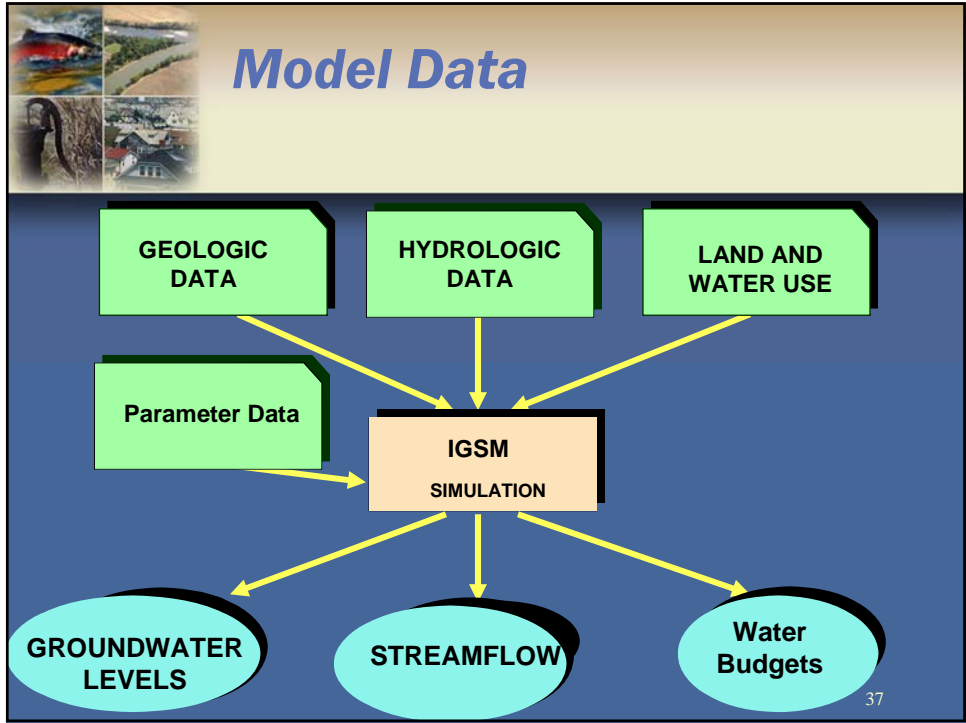 Model Data
GEOLOGIC
DATA
HYDROLOGIC
DATA
LAND AND
WATER USE
Parameter Data
IGSM
SIMULATION
GROUNDWATER
LEVELS
STREAMFLOW
Water
Budgets
37